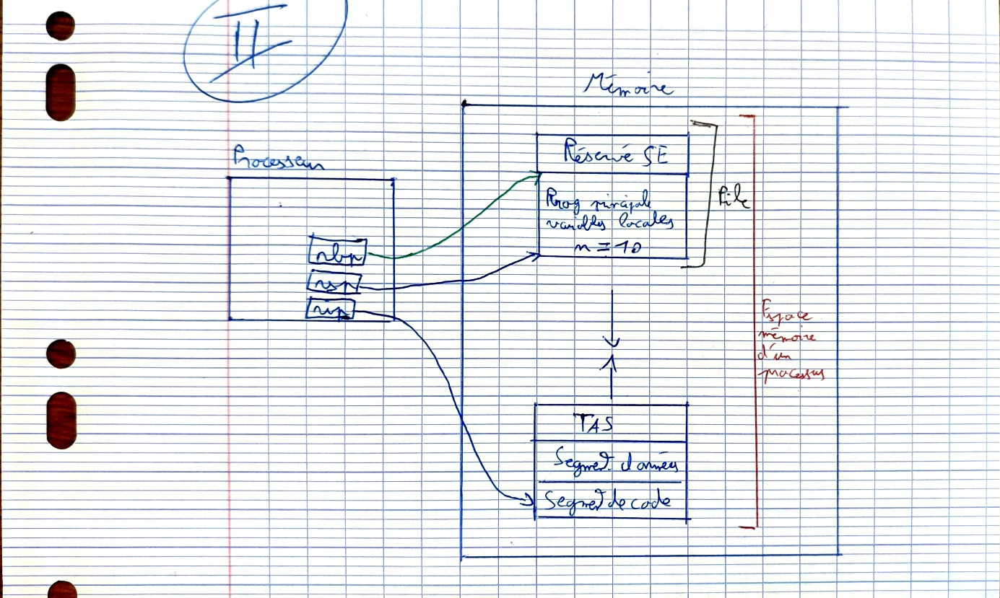 II
Mémoire
Processeur
Réservé SE
Prog principale
variables locales
n = 10
Pile
rbp
rsp
rip
Espace
mémoire
d'un
processus
TAS
Segment données
Segment de code